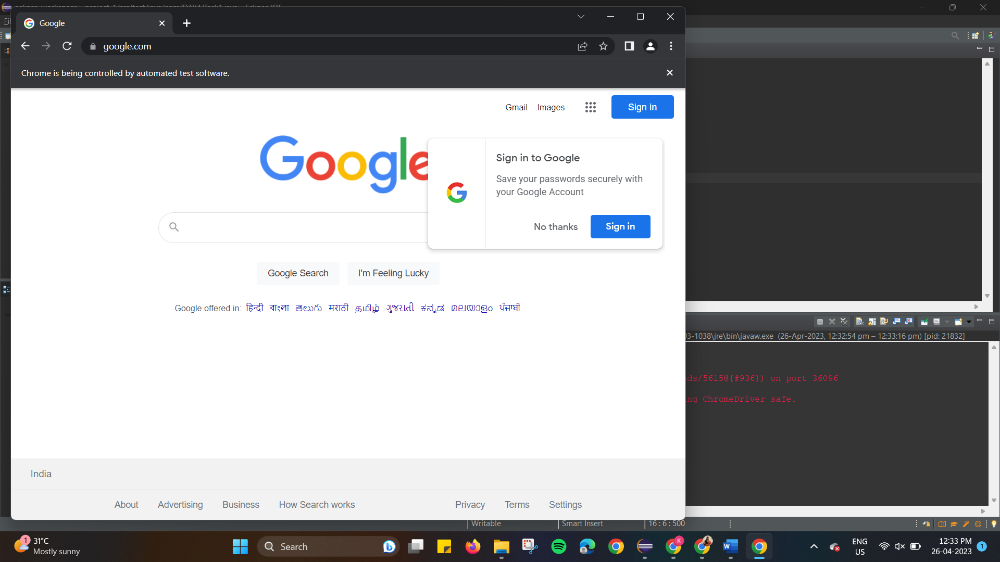 Google
google.com
Chrome is being controlled by automated test software.
Gmail Images Sign in
Google
Sign in to Google
Save your passwords securely with
your Google Account
No thanks Sign in
Google Search I'm Feeling Lucky
Google offered in: हिन्दी বাংলা తెలుగు मराठी தமிழ் ગુજરાતી ಕನ್ನಡ മലയാളം ਪੰਜਾਬੀ
India
About Advertising Business How Search works Privacy Terms Settings
03-1038\jre\bin\javaw.exe (26-Apr-2023, 12:32:54 pm – 12:33:16 pm) [pid: 21832]
ds/5615@{#936}) on port 36096
ng ChromeDriver safe.
Writable Smart Insert 16 : 6 : 500
1
31°C
Mostly sunny
Search
K
W
ENG
US
12:33 PM
26-04-2023
1